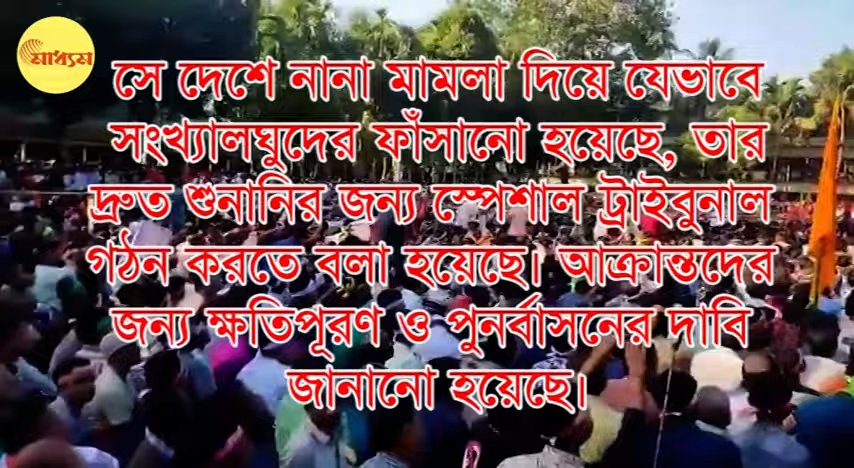 মাধ্যম
সে দেশে নানা মামলা দিয়ে যেভাবে
সংখ্যালঘুদের ফাঁসানো হয়েছে, তার
দ্রুত শুনানির জন্য স্পেশাল ট্রাইবুনাল
গঠন করতে বলা হয়েছে। আক্রান্তদের
জন্য ক্ষতিপূরণ ও পুনর্বাসনের দাবি
জানানো হয়েছে।